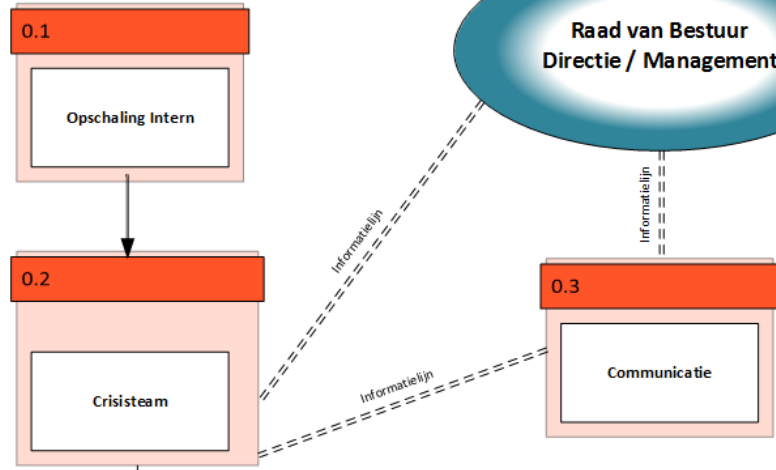 0.1
Opschaling Intern
Raad van Bestuur
Directie / Management
Informatielijn
Informatielijn
0.2
Crisisteam
Informatielijn
0.3
Communicatie